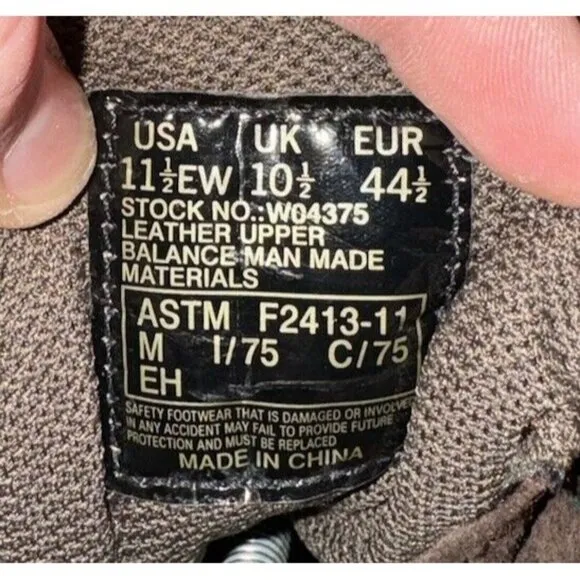 USA UK EUR
11½EW 10½ 44½
STOCK NO.:W04375
LEATHER UPPER
BALANCE MAN MADE
MATERIALS
ASTM F2413-11
M I/75 C/75
EH
SAFETY FOOTWEAR THAT IS DAMAGED OR INVOLVED
IN ANY ACCIDENT MAY FAIL TO PROVIDE FUTURE
PROTECTION AND MUST BE REPLACED
MADE IN CHINA